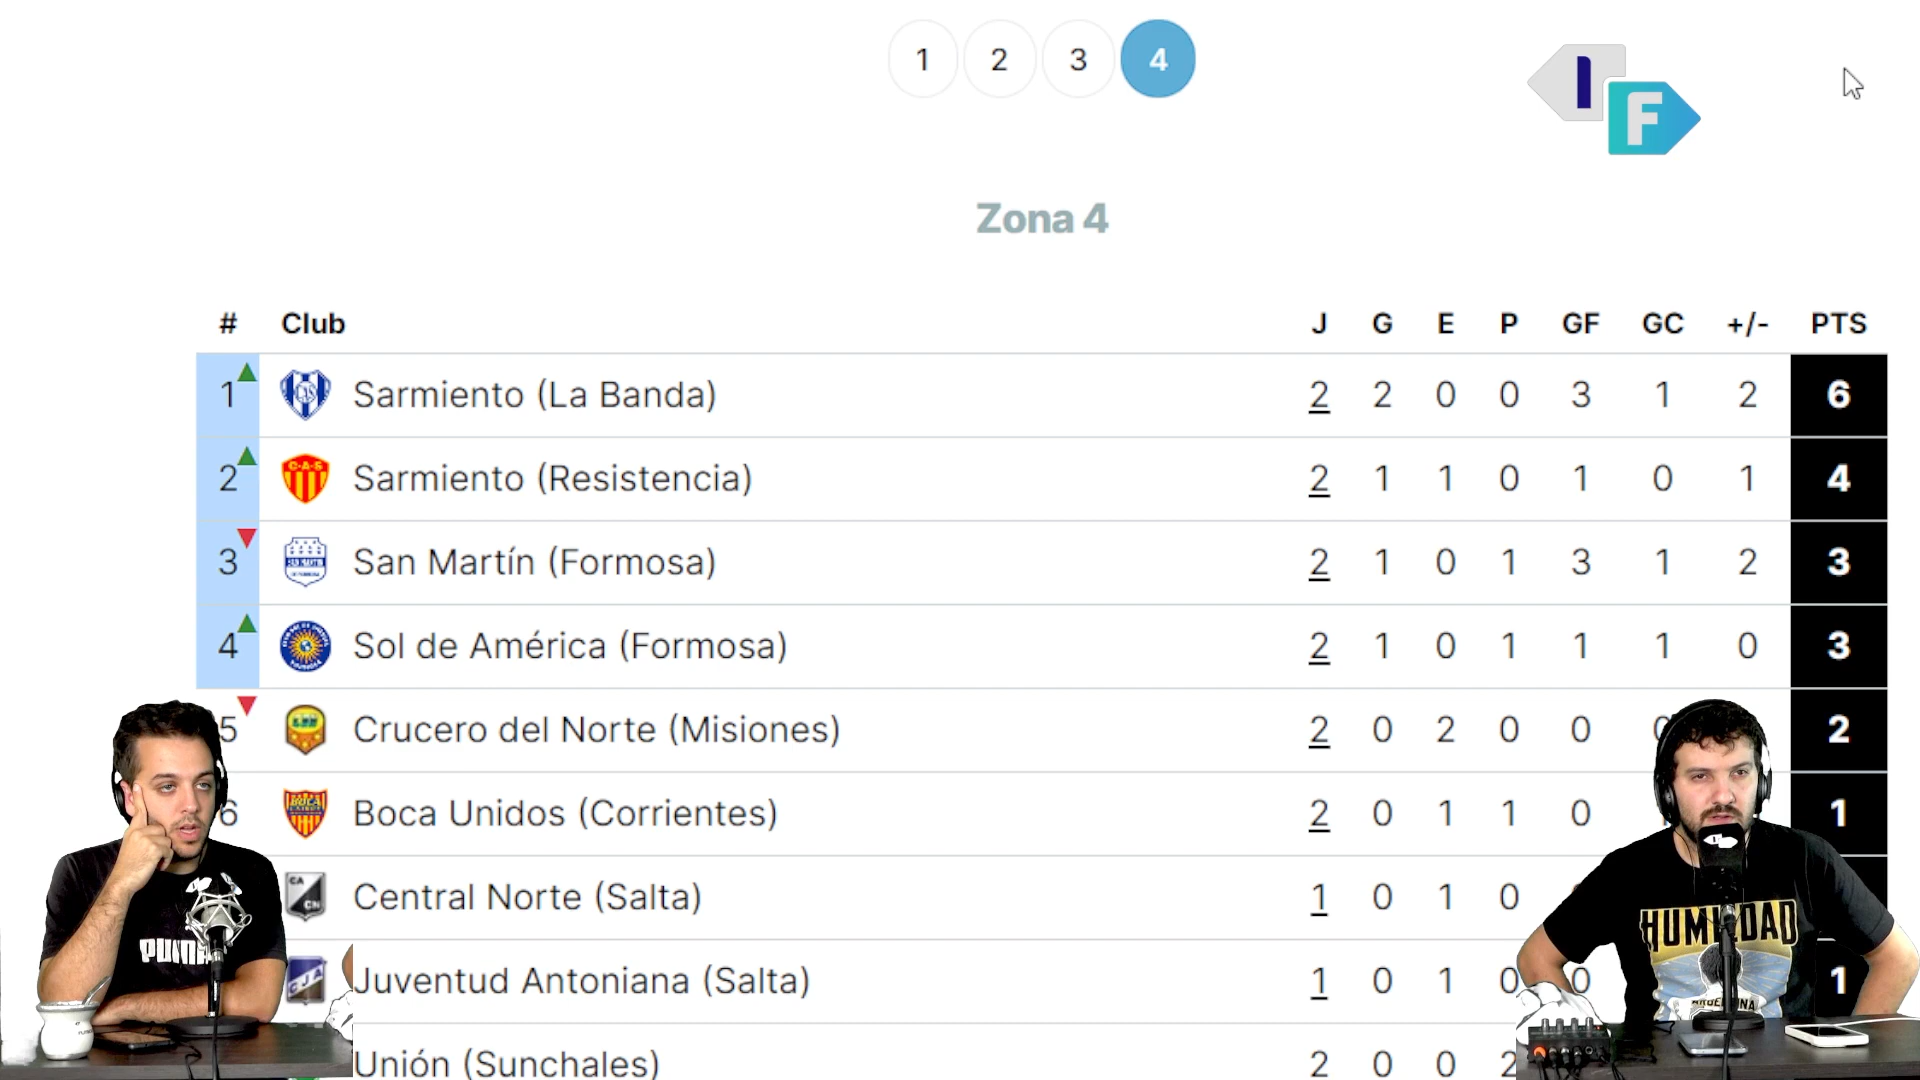 1 2 3 4
I F
Zona 4
# Club J G E P GF GC +/- PTS
1 Sarmiento (La Banda) 2 2 0 0 3 1 2 6
2 Sarmiento (Resistencia) 2 1 1 0 1 0 1 4
3 San Martín (Formosa) 2 1 0 1 3 1 2 3
4 Sol de América (Formosa) 2 1 0 1 1 1 0 3
5 Crucero del Norte (Misiones) 2 0 2 0 0 0 2
6 Boca Unidos (Corrientes) 2 0 1 1 0 1
Central Norte (Salta) 1 0 1 0
Juventud Antoniana (Salta) 1 0 1 0 0 1
Unión (Sunchales) 2 0 0 2
PUMA
HUMEDAD
ARGENTINA